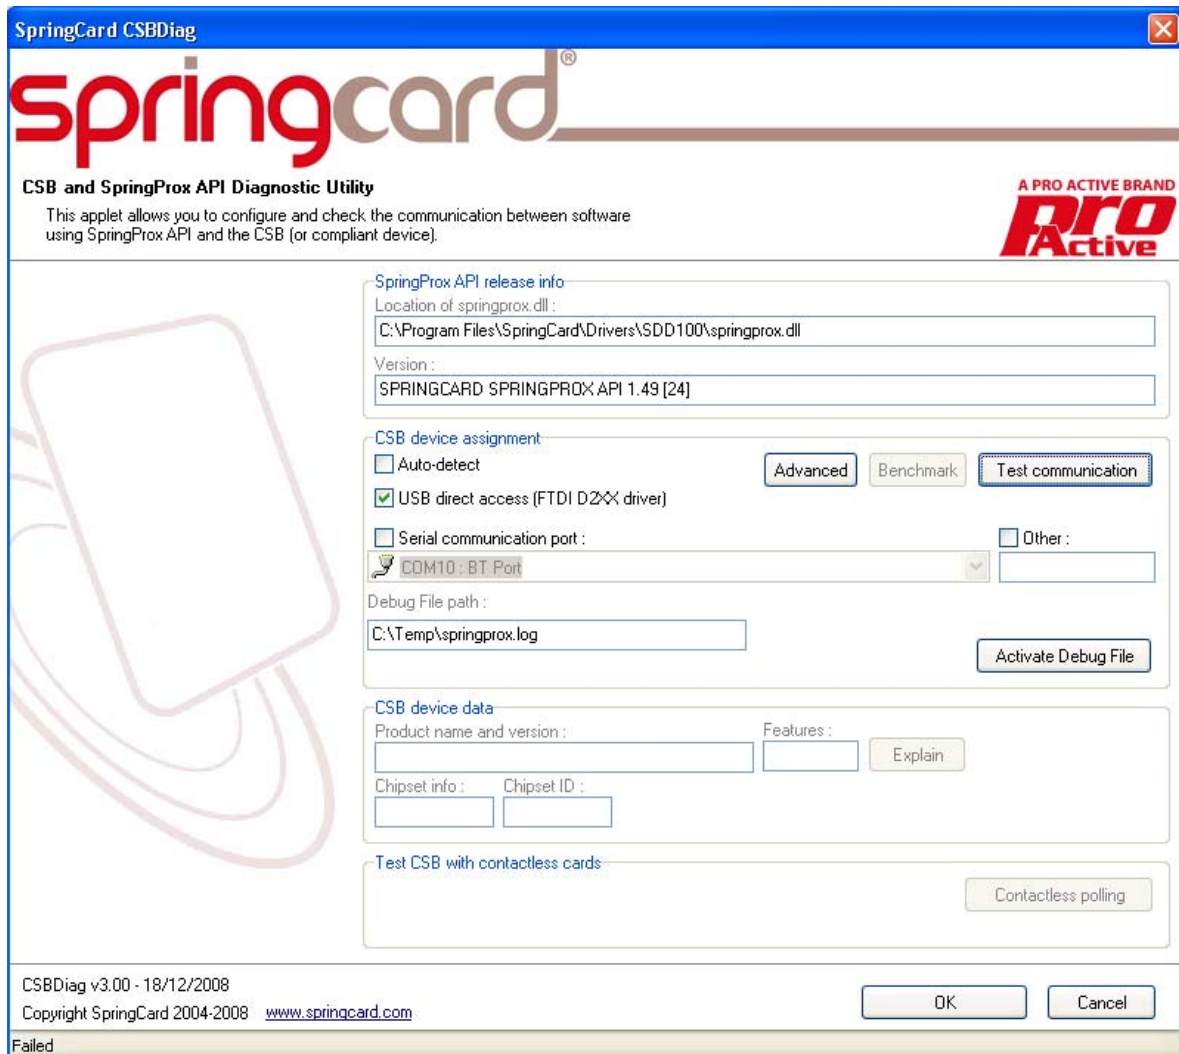 SpringCard CSBDiag
springcard®
CSB and SpringProx API Diagnostic Utility
This applet allows you to configure and check the communication between software
using SpringProx API and the CSB (or compliant device).
A PRO ACTIVE BRAND
Pro
Active
SpringProx API release info
Location of springprox.dll :
C:\Program Files\SpringCard\Drivers\SDD100\springprox.dll
Version :
SPRINGCARD SPRINGPROX API 1.49 [24]
CSB device assignment
Auto-detect
Advanced
Benchmark
Test communication
USB direct access (FTDI D2XX driver)
Serial communication port :
Other :
COM10 : BT Port
Debug File path :
C:\Temp\springprox.log
Activate Debug File
CSB device data
Product name and version :
Features :
Explain
Chipset info :
Chipset ID :
Test CSB with contactless cards
Contactless polling
CSBDiag v3.00 - 18/12/2008
Copyright SpringCard 2004-2008 www.springcard.com
OK
Cancel
Failed